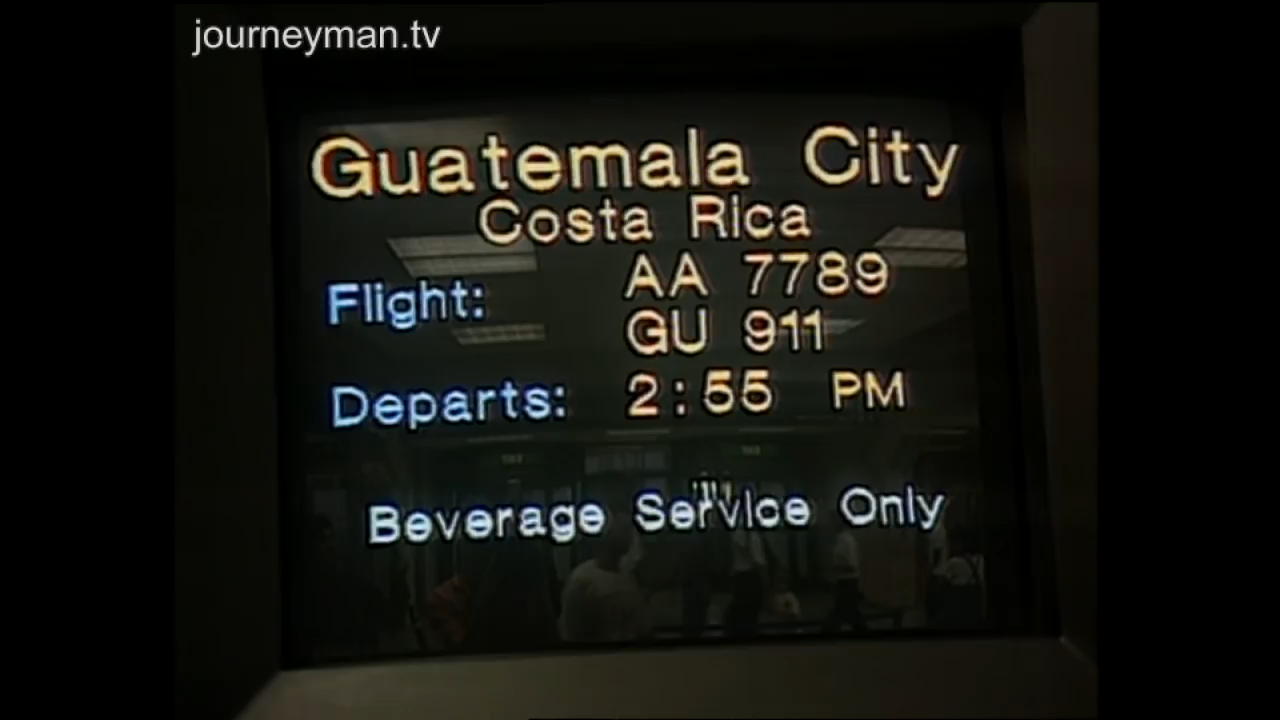 journeyman.tv
Guatemala City
Costa Rica
Flight: AA 7789
GU 911
Departs: 2:55 PM
Beverage Service Only